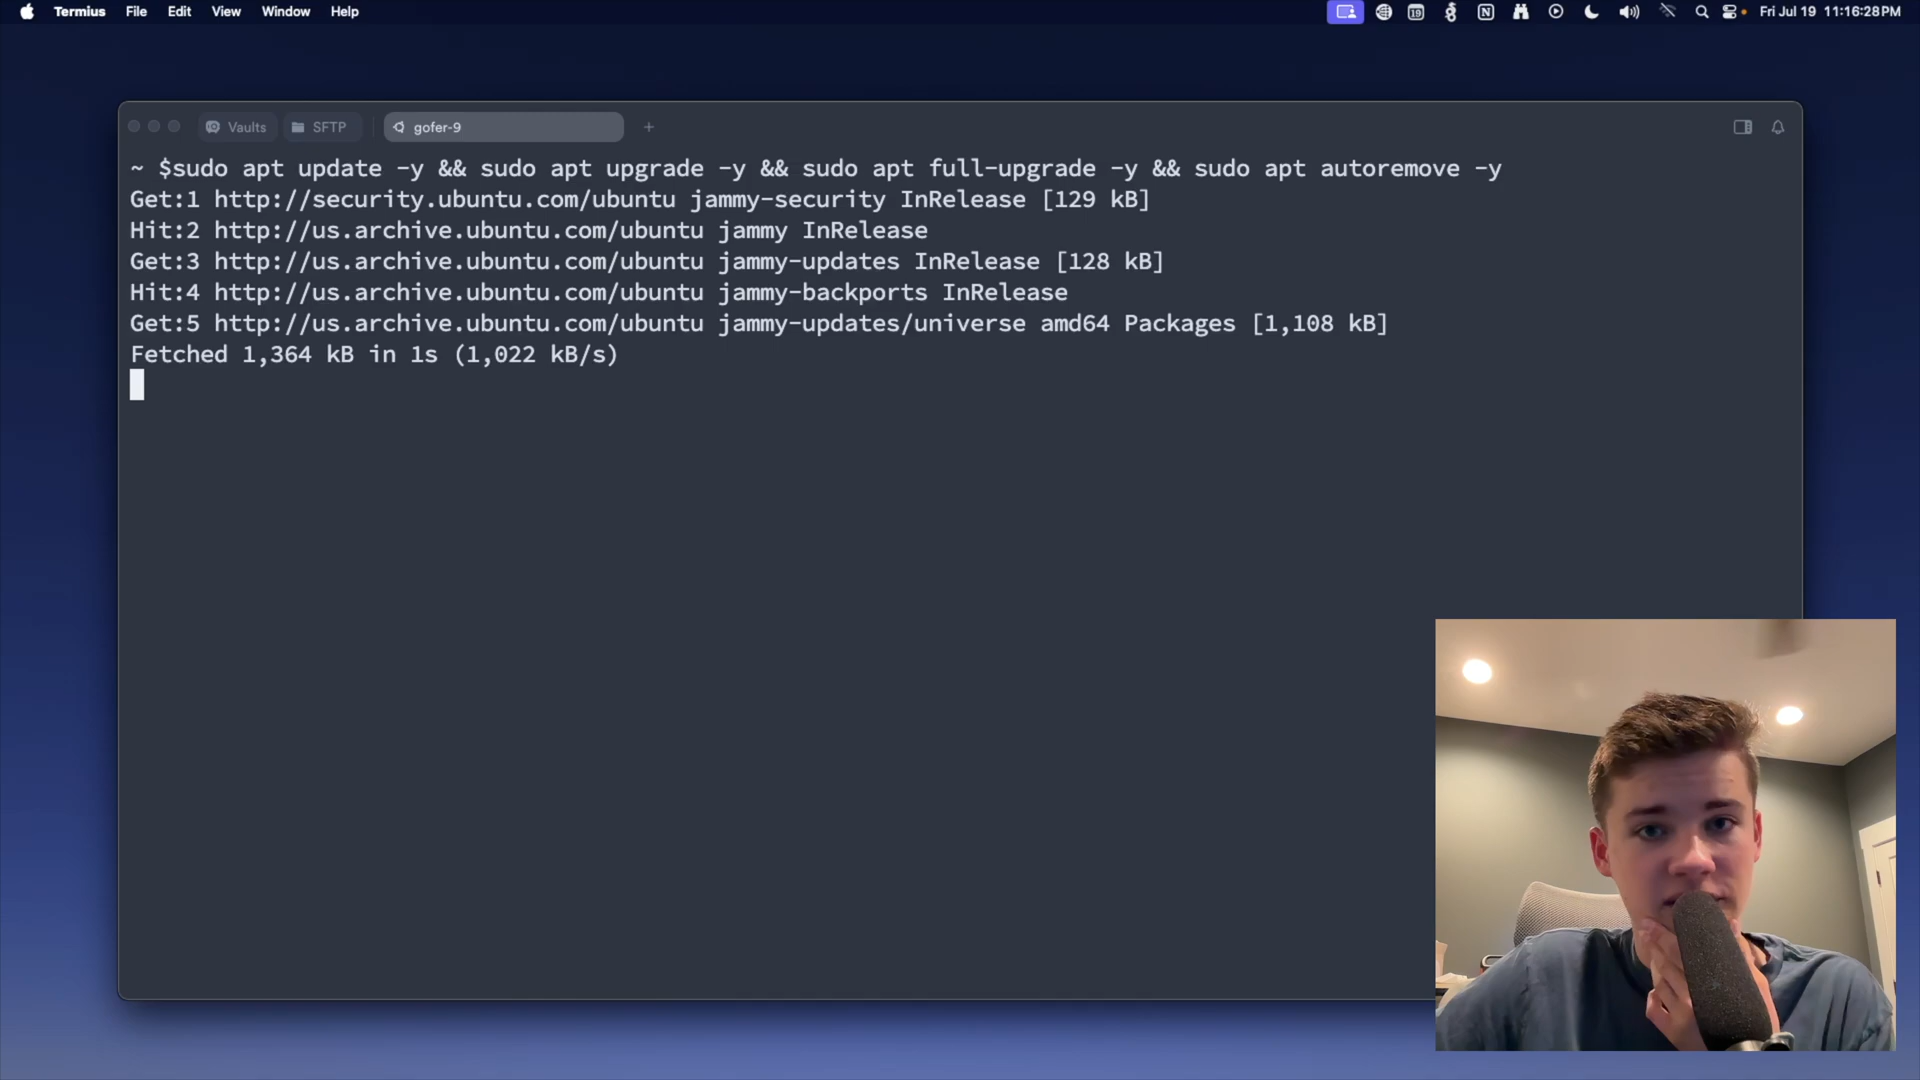 Termius File Edit View Window Help
19 N Fri Jul 19 11:16:28 PM
Vaults SFTP gofer-9 +
~ $sudo apt update -y && sudo apt upgrade -y && sudo apt full-upgrade -y && sudo apt autoremove -y
Get:1 http://security.ubuntu.com/ubuntu jammy-security InRelease [129 kB]
Hit:2 http://us.archive.ubuntu.com/ubuntu jammy InRelease
Get:3 http://us.archive.ubuntu.com/ubuntu jammy-updates InRelease [128 kB]
Hit:4 http://us.archive.ubuntu.com/ubuntu jammy-backports InRelease
Get:5 http://us.archive.ubuntu.com/ubuntu jammy-updates/universe amd64 Packages [1,108 kB]
Fetched 1,364 kB in 1s (1,022 kB/s)